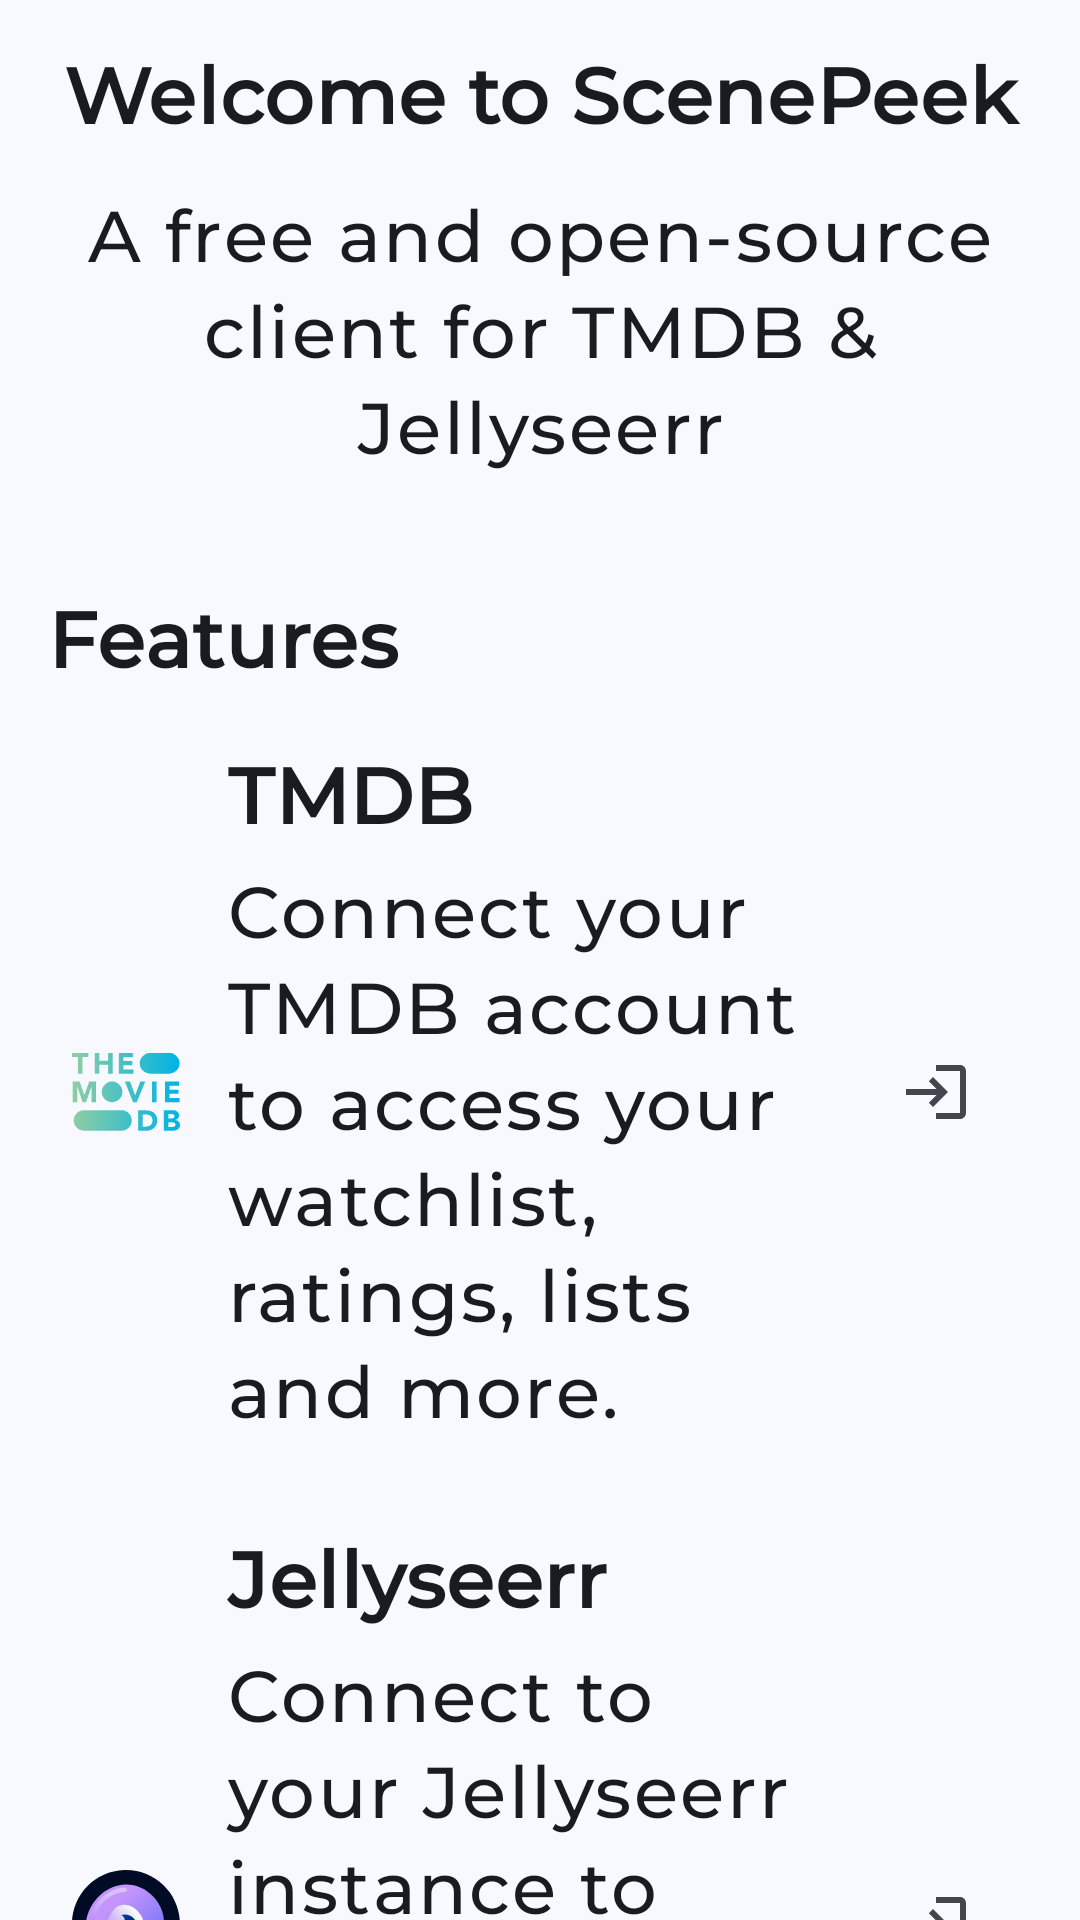 Welcome to ScenePeek
A free and open-source
client for TMDB &
Jellyseerr
Features
TMDB
Connect your
TMDB account
to access your
watchlist,
ratings, lists
and more.
THE
MOVIE
DB
Jellyseerr
Connect to
your Jellyseerr
instance to